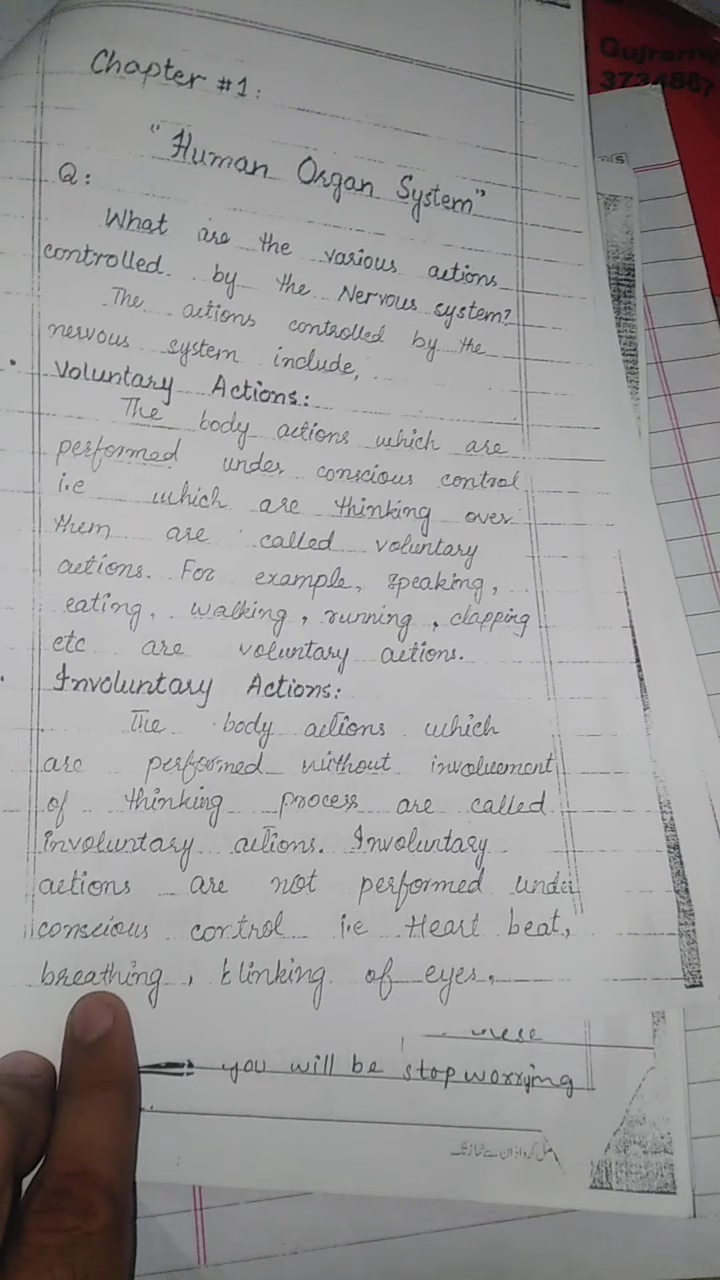 Gujranw
3734867
Chapter #1:
"Human Organ System"
Q:
What are the various actions
controlled by the Nervous system?
The actions controlled by the
nervous system include,
• Voluntary Actions:
The body actions which are
performed under conscious control
i.e which are thinking over
them are called voluntary
actions. For example, speaking,
eating, walking, running, clapping
etc are voluntary actions.
• Involuntary Actions:
The body actions which
are performed without involuement
of thinking process are called
involuntary actions. Involuntary
actions are not performed under
conscious control i.e Heart beat,
breathing, blinking of eyes,
you will be stop worrying